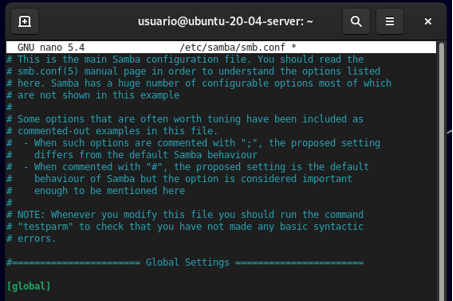 usuario@ubuntu-20-04-server: ~
GNU nano 5.4 /etc/samba/smb.conf *
# This is the main Samba configuration file. You should read the
# smb.conf(5) manual page in order to understand the options listed
# here. Samba has a huge number of configurable options most of which
# are not shown in this example
#
# Some options that are often worth tuning have been included as
# commented-out examples in this file.
#  - When such options are commented with ";", the proposed setting
#    differs from the default Samba behaviour
#  - When commented with "#", the proposed setting is the default
#    behaviour of Samba but the option is considered important
#    enough to be mentioned here
#
# NOTE: Whenever you modify this file you should run the command
# "testparm" to check that you have not made any basic syntactic
# errors.
#======================= Global Settings =======================
[global]